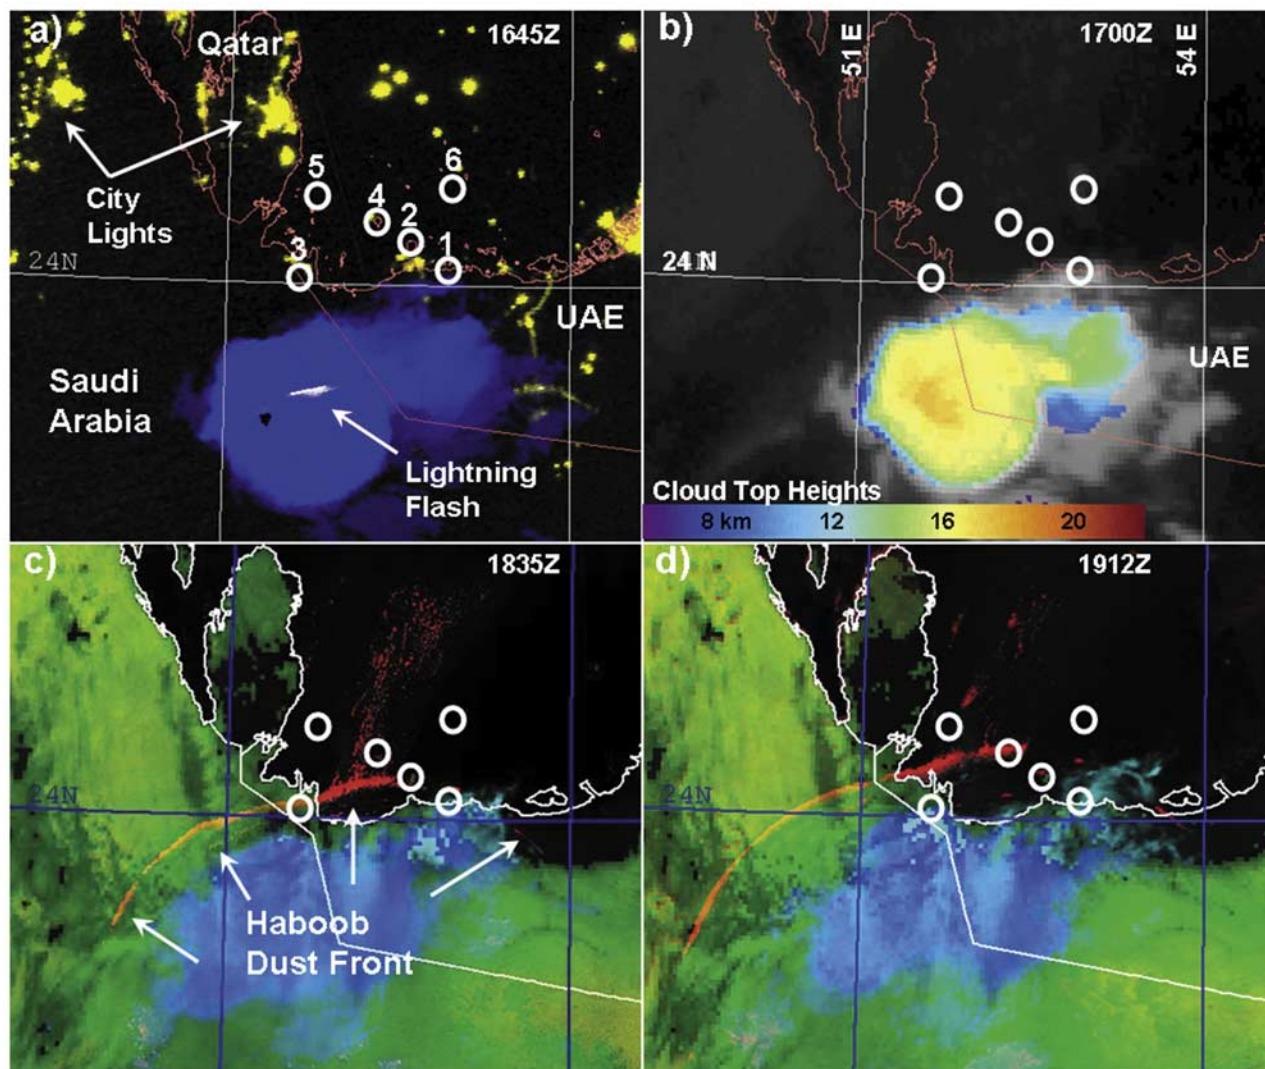 a)
Qatar
1645Z
City
Lights
5
6
4
2
3
1
24N
UAE
Saudi
Arabia
Lightning
Flash
b)
51 E
1700Z
54 E
24 N
UAE
Cloud Top Heights
8 km 12 16 20
c)
1835Z
24N
Haboob
Dust Front
d)
1912Z
24N